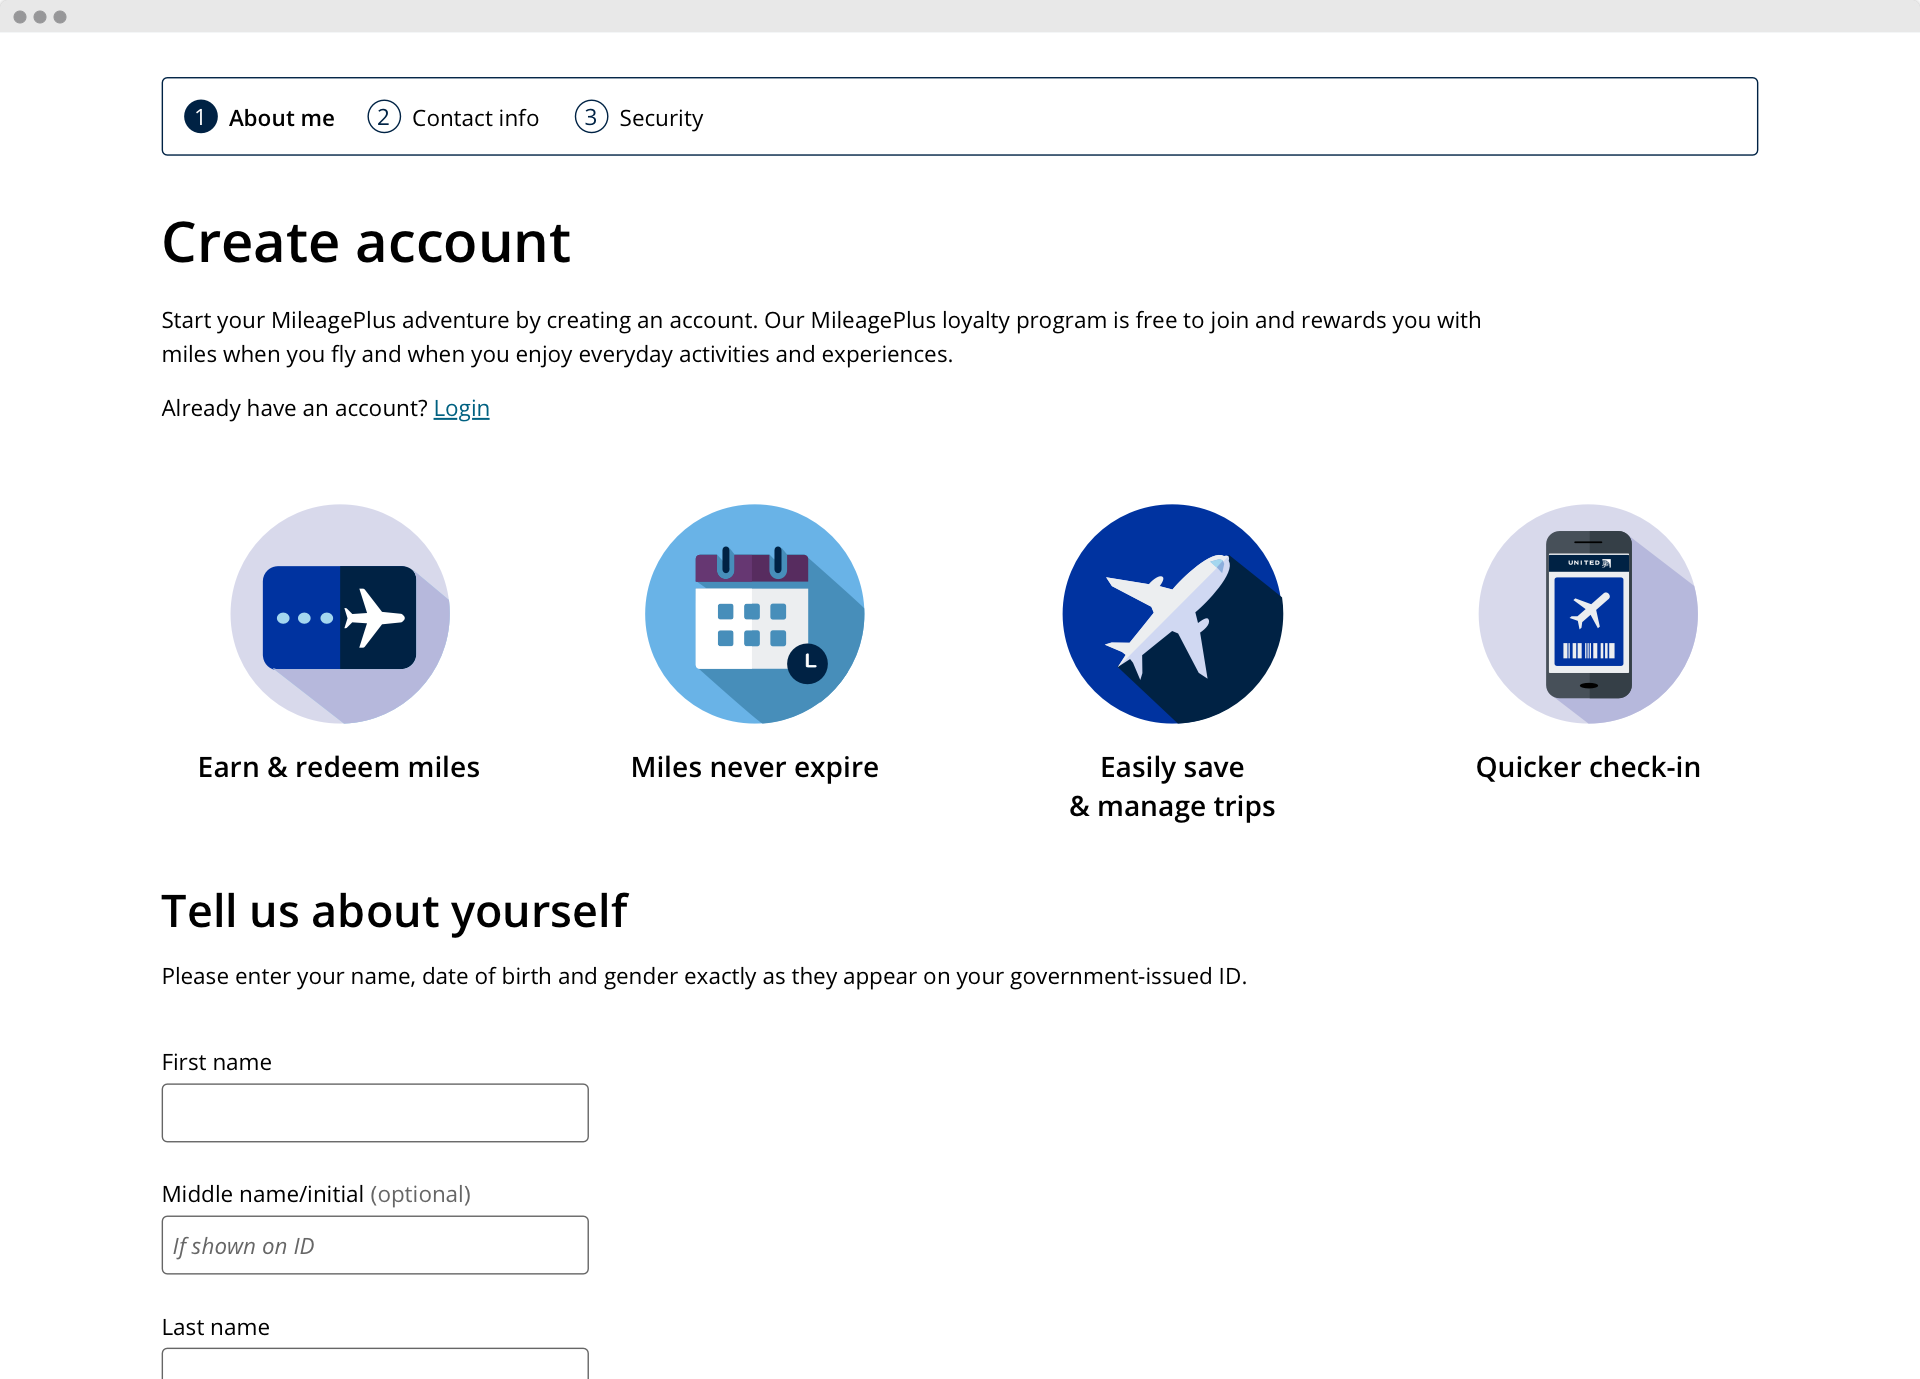 1 About me 2 Contact info 3 Security
Create account
Start your MileagePlus adventure by creating an account. Our MileagePlus loyalty program is free to join and rewards you with
miles when you fly and when you enjoy everyday activities and experiences.
Already have an account? Login
UNITED
Earn & redeem miles
Miles never expire
Easily save
& manage trips
Quicker check-in
Tell us about yourself
Please enter your name, date of birth and gender exactly as they appear on your government-issued ID.
First name
Middle name/initial (optional)
If shown on ID
Last name